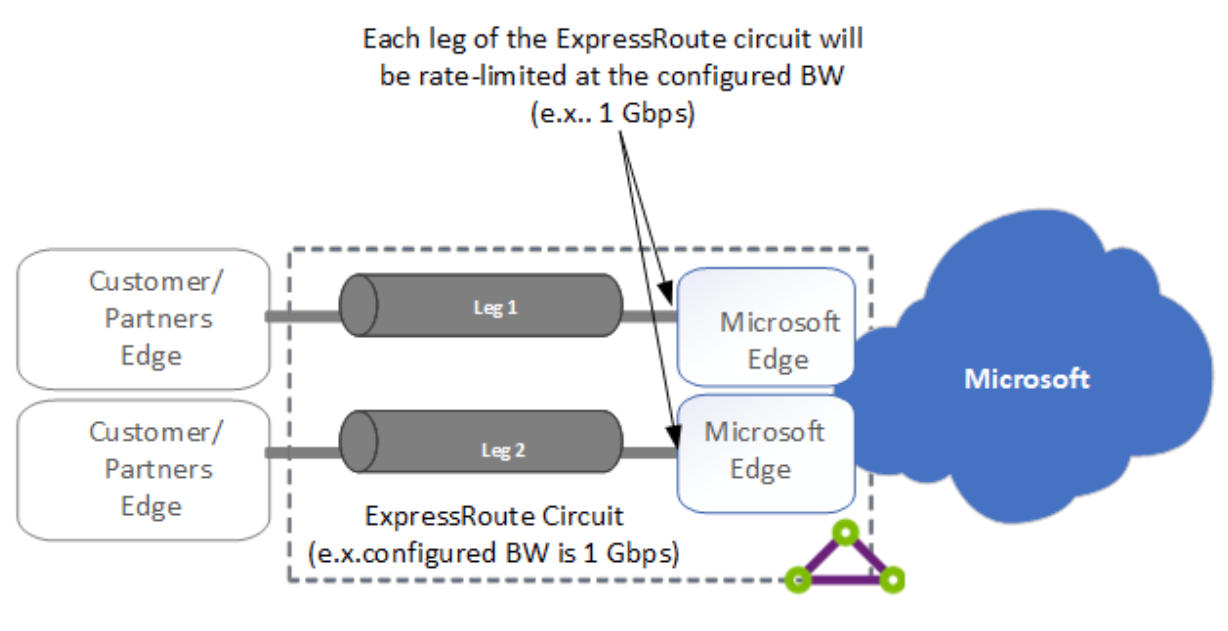 Each leg of the ExpressRoute circuit will
be rate-limited at the configured BW
(e.x.. 1 Gbps)
Customer/
Partners
Edge
Leg 1
Microsoft
Edge
Microsoft
Customer/
Partners
Edge
Leg 2
Microsoft
Edge
ExpressRoute Circuit
(e.x.configured BW is 1 Gbps)